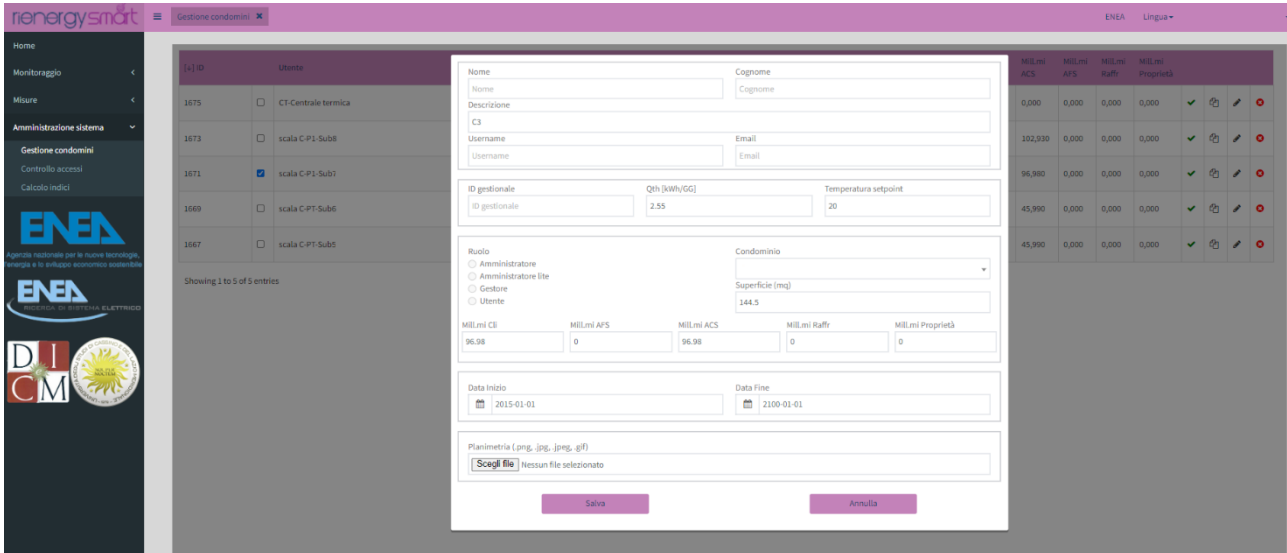 rienergysmart
Gestione condomini ✖
ENEA Lingua
Home
Monitoraggio
Misure
Amministrazione sistema
Gestione condomini
Controllo accessi
Calcolo indici
ENEA
Agenzia nazionale per le nuove tecnologie,
l'energia e lo sviluppo economico sostenibile
ENEN
RICERCA DI SISTEMA ELETTRICO
DI
CM
[▲] ID Utente Mill.mi ACS Mill.mi AFS Mill.mi Raffr Mill.mi Proprietà
1675 CT-Centrale termica 0,000 0,000 0,000 0,000
1673 scala C-P1-Sub8 102,930 0,000 0,000 0,000
1671 scala C-P1-Sub7 96,980 0,000 0,000 0,000
1669 scala C-PT-Sub6 45,990 0,000 0,000 0,000
1667 scala C-PT-Sub5 45,990 0,000 0,000 0,000
Showing 1 to 5 of 5 entries
Nome Cognome
Nome Cognome
Descrizione
C3
Username Email
Username Email
ID gestionale Qth [kWh/GG] Temperatura setpoint
ID gestionale 2.55 20
Ruolo Condominio
Amministratore
Amministratore lite
Gestore Superficie (mq)
Utente 144.5
Mill.mi Cli Mill.mi AFS Mill.mi ACS Mill.mi Raffr Mill.mi Proprietà
96.98 0 96.98 0 0
Data Inizio Data Fine
2015-01-01 2100-01-01
Planimetria (.png, .jpg, .jpeg, .gif)
Scegli file Nessun file selezionato
Salva Annulla